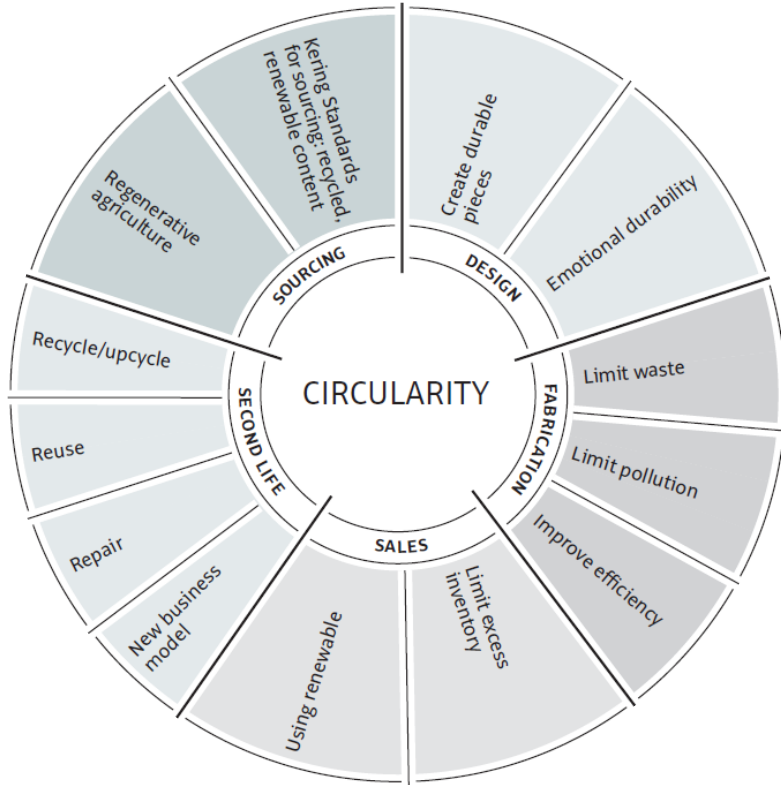 CIRCULARITY
SOURCING
Regenerative
agriculture
Kering Standards
for sourcing: recycled,
renewable content
DESIGN
Create durable
pieces
Emotional durability
FABRICATION
Limit waste
Limit pollution
Improve efficiency
SALES
Limit excess
inventory
Using renewable
SECOND LIFE
New business
model
Repair
Reuse
Recycle/upcycle